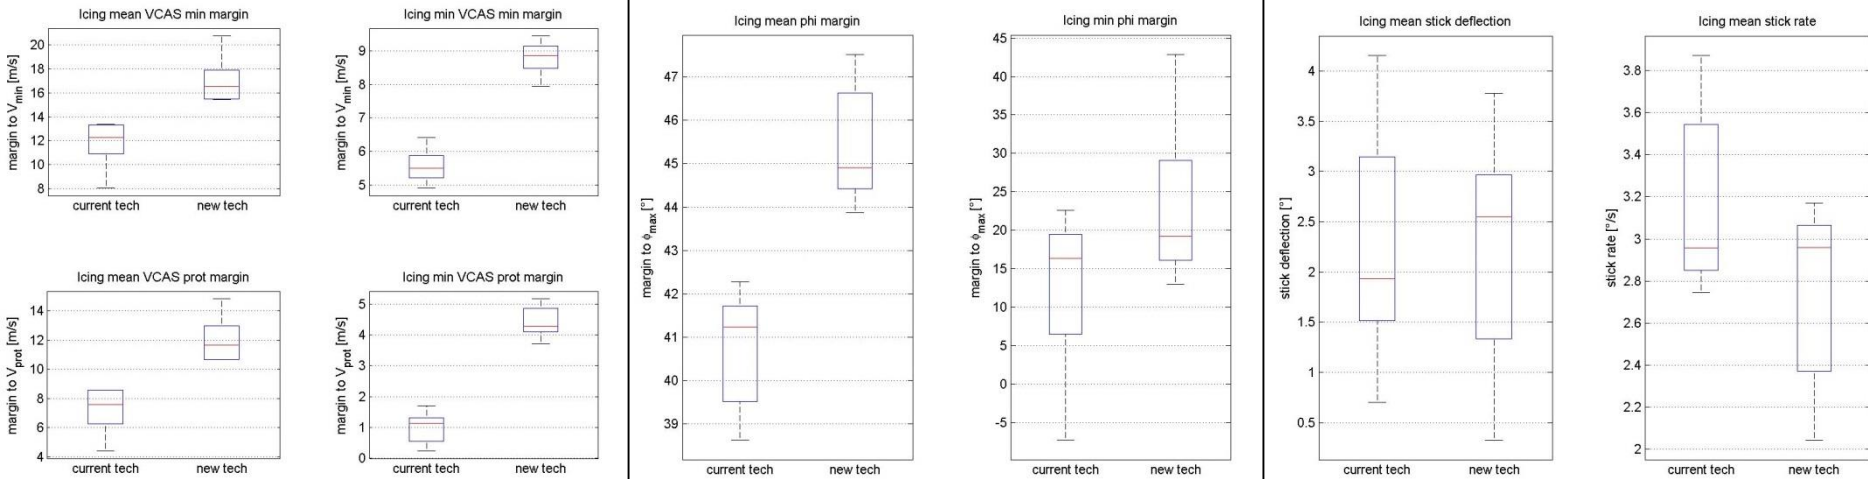 Icing mean VCAS min margin
margin to Vmin [m/s]
20
18
16
14
12
10
8
current tech new tech
Icing min VCAS min margin
margin to Vmin [m/s]
9
8
7
6
5
current tech new tech
Icing mean VCAS prot margin
margin to Vprot [m/s]
14
12
10
8
6
4
current tech new tech
Icing min VCAS prot margin
margin to Vprot [m/s]
5
4
3
2
1
0
current tech new tech
Icing mean phi margin
margin to ϕmax [°]
47
46
45
44
43
42
41
40
39
current tech new tech
Icing min phi margin
margin to ϕmax [°]
45
40
35
30
25
20
15
10
5
0
-5
current tech new tech
Icing mean stick deflection
stick deflection [°]
4
3.5
3
2.5
2
1.5
1
0.5
current tech new tech
Icing mean stick rate
stick rate [°/s]
3.8
3.6
3.4
3.2
3
2.8
2.6
2.4
2.2
2
current tech new tech